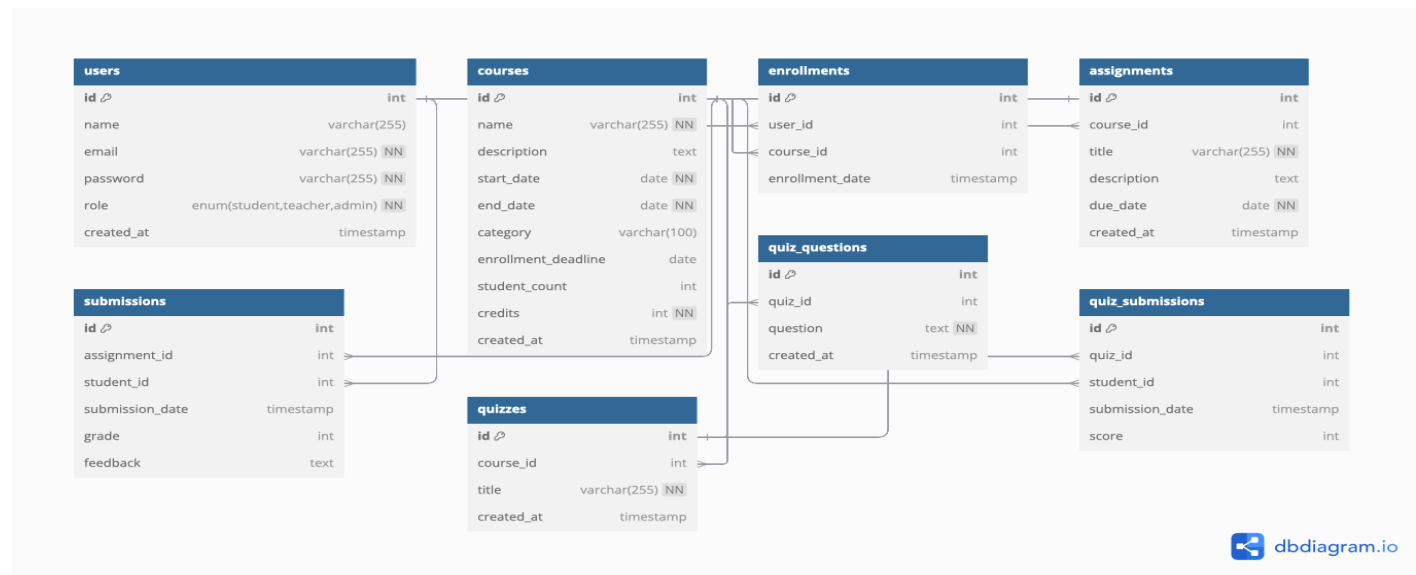 users
id int
name varchar(255)
email varchar(255) NN
password varchar(255) NN
role enum(student,teacher,admin) NN
created_at timestamp
courses
id int
name varchar(255) NN
description text
start_date date NN
end_date date NN
category varchar(100)
enrollment_deadline date
student_count int
credits int NN
created_at timestamp
enrollments
id int
user_id int
course_id int
enrollment_date timestamp
assignments
id int
course_id int
title varchar(255) NN
description text
due_date date NN
created_at timestamp
submissions
id int
assignment_id int
student_id int
submission_date timestamp
grade int
feedback text
quizzes
id int
course_id int
title varchar(255) NN
created_at timestamp
quiz_questions
id int
quiz_id int
question text NN
created_at timestamp
quiz_submissions
id int
quiz_id int
student_id int
submission_date timestamp
score int
dbdiagram.io